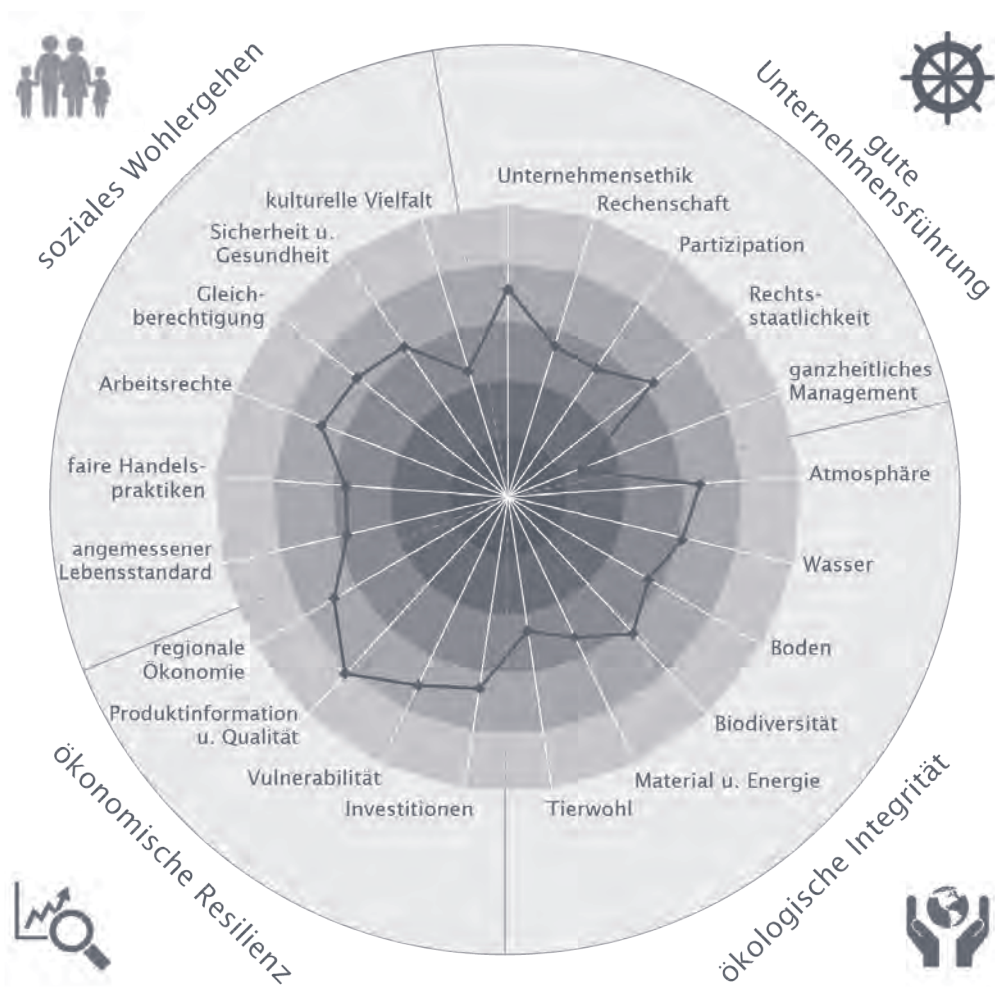 soziales Wohlergehen
gute
Unternehmensführung
Unternehmensethik
Rechenschaft
Partizipation
Rechts-
staatlichkeit
ganzheitliches
Management
Atmosphäre
Wasser
Boden
Biodiversität
Material u. Energie
Tierwohl
Investitionen
Vulnerabilität
Produktinformation
u. Qualität
regionale
Ökonomie
angemessener
Lebensstandard
faire Handels-
praktiken
Arbeitsrechte
Gleich-
berechtigung
Sicherheit u.
Gesundheit
kulturelle Vielfalt
ökonomische Resilienz
ökologische Integrität